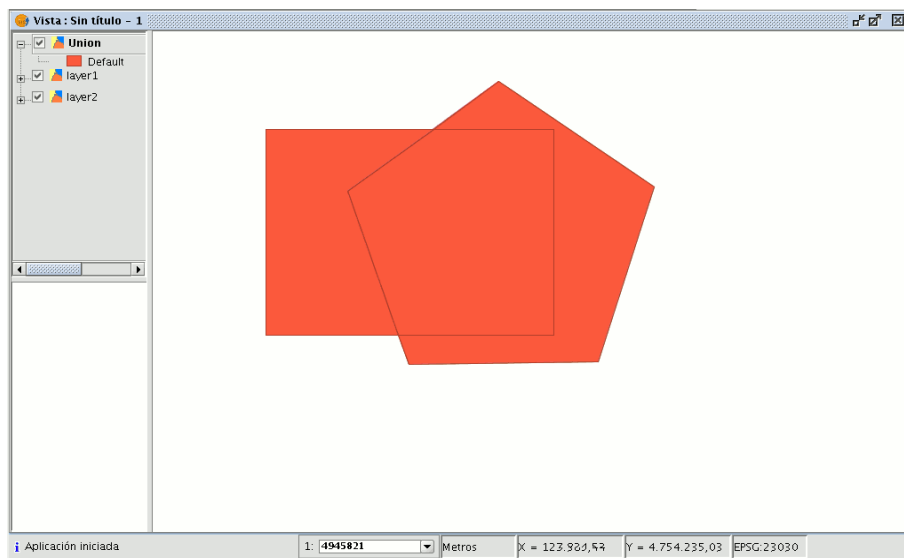 Vista : Sin título - 1
Union
Default
layer1
layer2
Aplicación iniciada
1: 4945821
Metros
X =
Y = 4.754.235,03
EPSG:23030